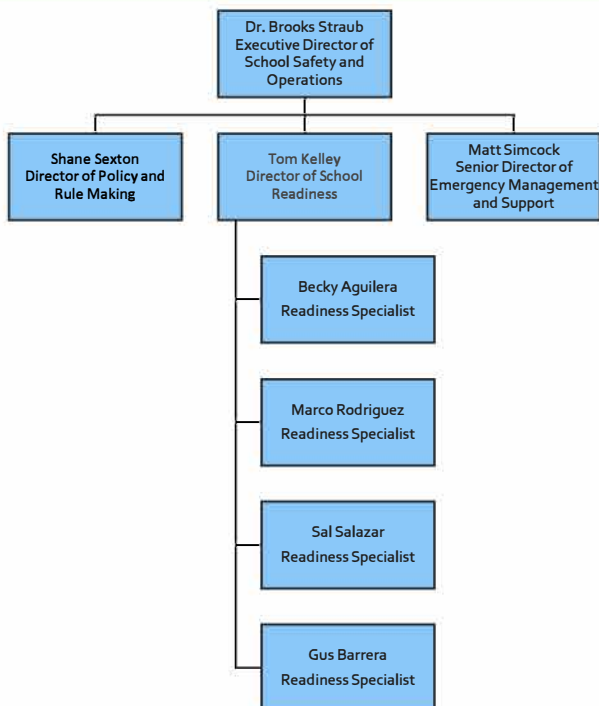 Dr. Brooks Straub
Executive Director of
School Safety and
Operations
Shane Sexton
Director of Policy and
Rule Making
Tom Kelley
Director of School
Readiness
Matt Simcock
Senior Director of
Emergency Management
and Support
Becky Aguilera
Readiness Specialist
Marco Rodriguez
Readiness Specialist
Sal Salazar
Readiness Specialist
Gus Barrera
Readiness Specialist